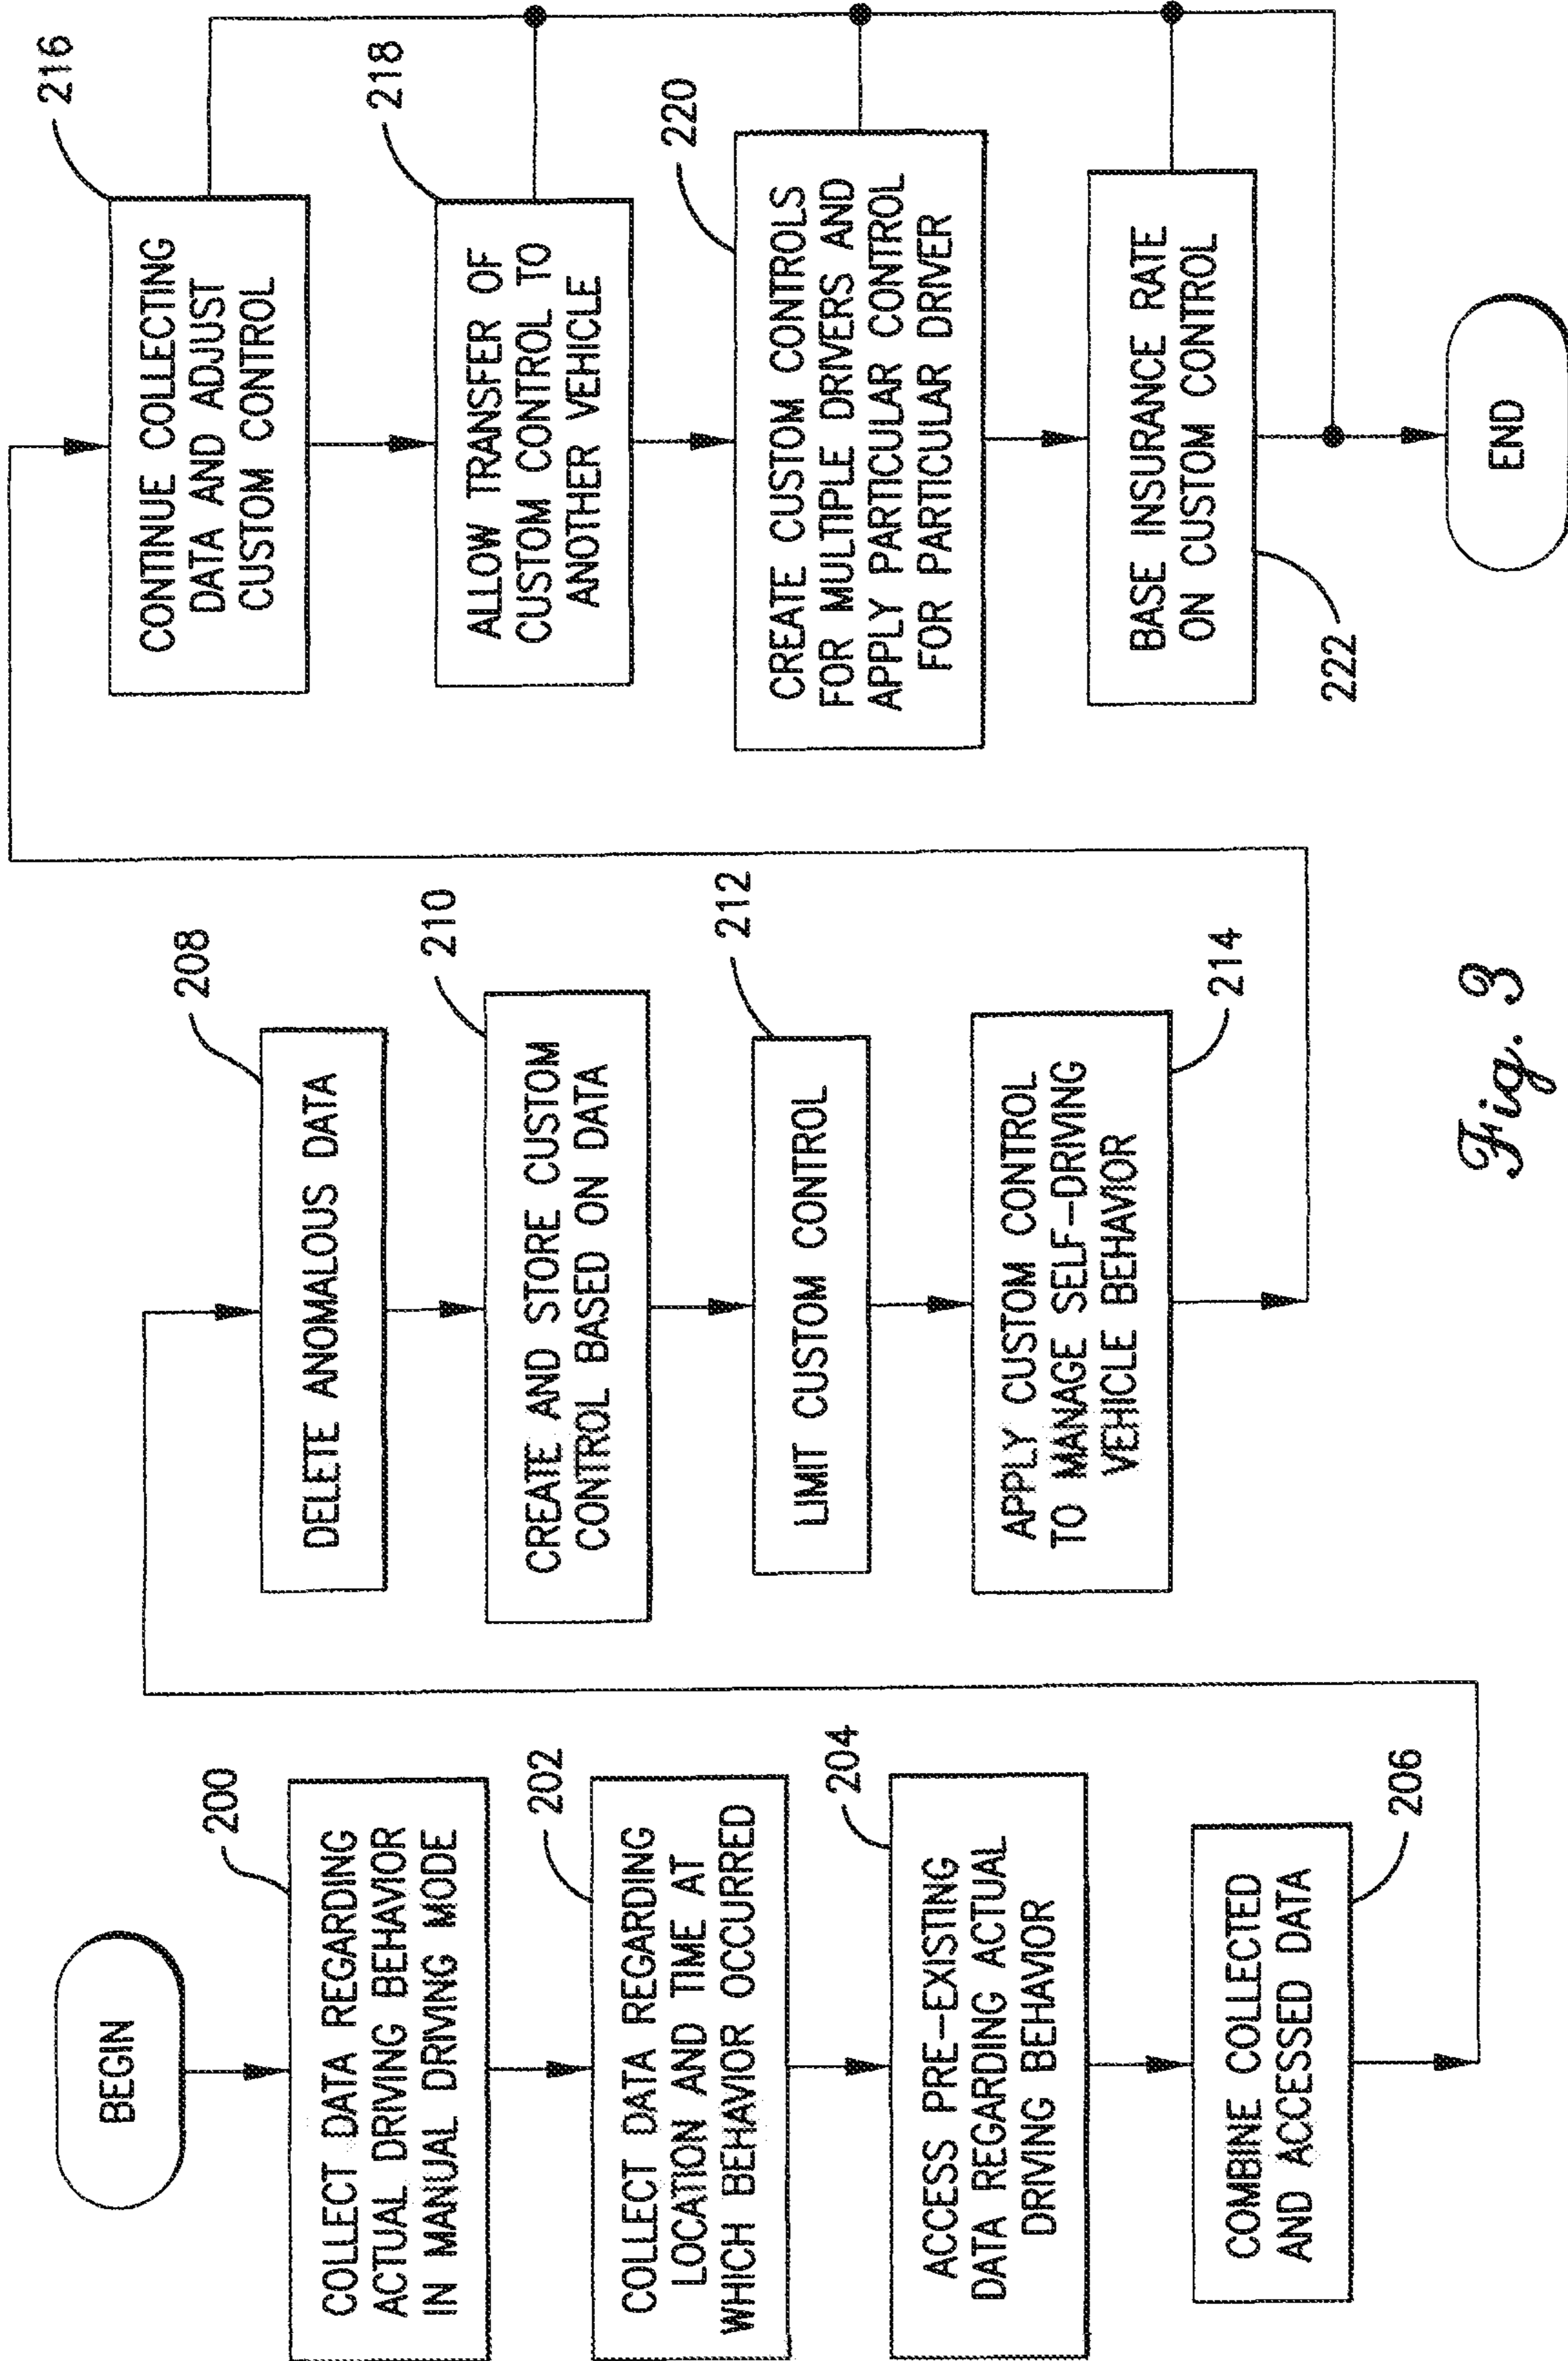 BEGIN
200
COLLECT DATA REGARDING
ACTUAL DRIVING BEHAVIOR
IN MANUAL DRIVING MODE
202
COLLECT DATA REGARDING
LOCATION AND TIME AT
WHICH BEHAVIOR OCCURRED
204
ACCESS PRE-EXISTING
DATA REGARDING ACTUAL
DRIVING BEHAVIOR
206
COMBINE COLLECTED
AND ACCESSED DATA
208
DELETE ANOMALOUS DATA
210
CREATE AND STORE CUSTOM
CONTROL BASED ON DATA
212
LIMIT CUSTOM CONTROL
214
APPLY CUSTOM CONTROL
TO MANAGE SELF-DRIVING
VEHICLE BEHAVIOR
216
CONTINUE COLLECTING
DATA AND ADJUST
CUSTOM CONTROL
218
ALLOW TRANSFER OF
CUSTOM CONTROL TO
ANOTHER VEHICLE
220
CREATE CUSTOM CONTROLS
FOR MULTIPLE DRIVERS AND
APPLY PARTICULAR CONTROL
FOR PARTICULAR DRIVER
BASE INSURANCE RATE
ON CUSTOM CONTROL
222
END
Fig. 3